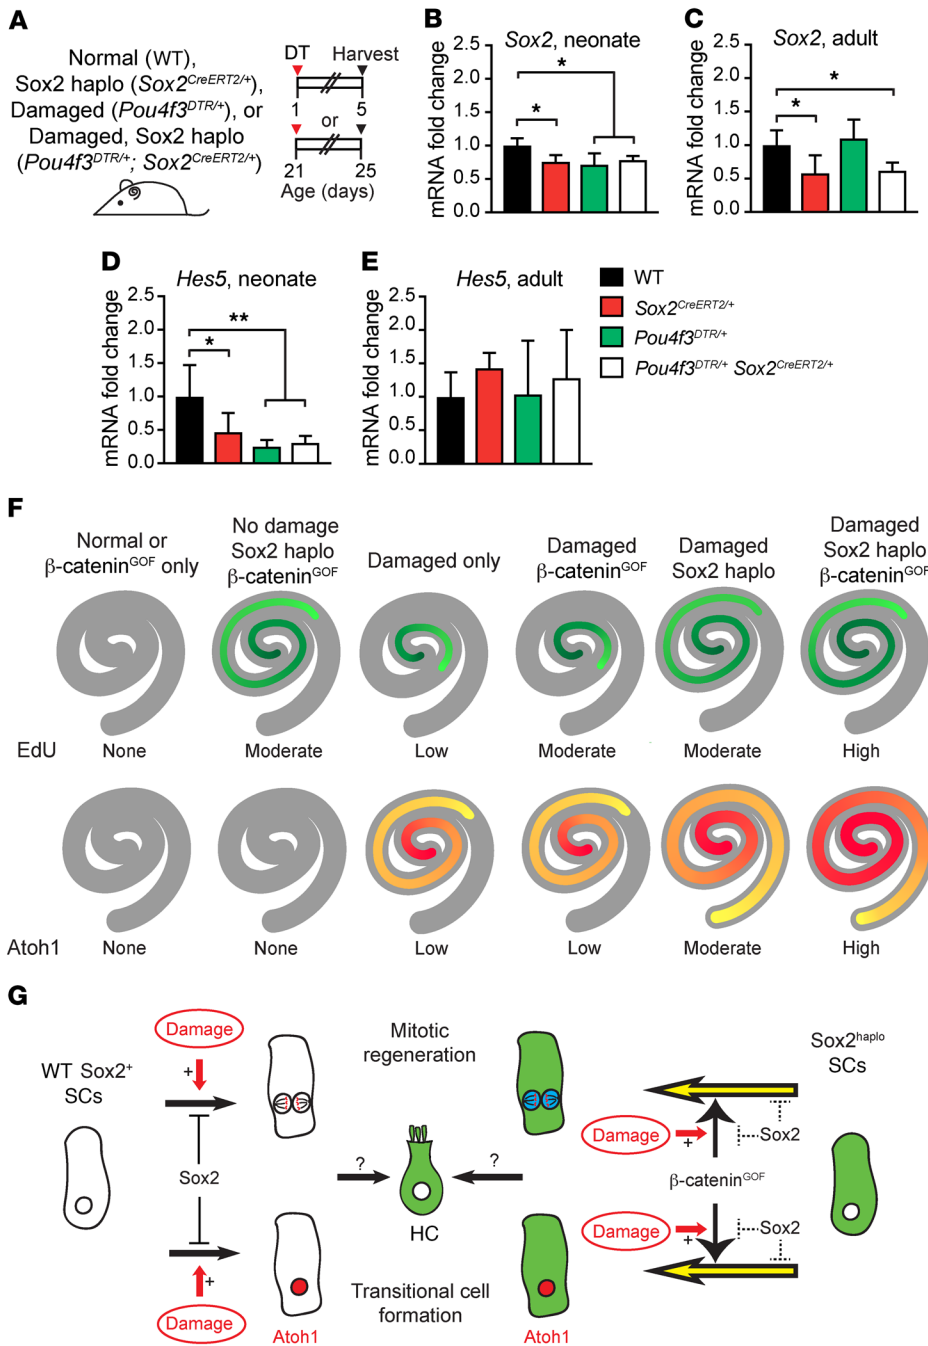 A
Normal (WT),
Sox2 haplo (Sox2CreERT2/+),
Damaged (Pou4f3DTR/+), or
Damaged, Sox2 haplo
(Pou4f3DTR/+; Sox2CreERT2/+)
DT Harvest
1 5
or
21 25
Age (days)
B
Sox2, neonate
mRNA fold change
2.5
2.0
1.5
1.0
0.5
0.0
*
*
C
Sox2, adult
mRNA fold change
2.5
2.0
1.5
1.0
0.5
0.0
*
*
D
Hes5, neonate
mRNA fold change
2.5
2.0
1.5
1.0
0.5
0.0
**
*
E
Hes5, adult
mRNA fold change
2.5
2.0
1.5
1.0
0.5
0.0
WT
Sox2CreERT2/+
Pou4f3DTR/+
Pou4f3DTR/+ Sox2CreERT2/+
F
Normal or
β-cateninGOF only
No damage
Sox2 haplo
β-cateninGOF
Damaged only
Damaged
β-cateninGOF
Damaged
Sox2 haplo
Damaged
Sox2 haplo
β-cateninGOF
EdU
None Moderate Low Moderate Moderate High
Atoh1
None None Low Low Moderate High
G
WT Sox2+
SCs
Damage
+
Sox2
+
Damage
Atoh1
Mitotic
regeneration
? ?
HC
Transitional cell
formation
Atoh1
Sox2haplo
SCs
Damage
+
Sox2
β-cateninGOF
Damage
+
Sox2